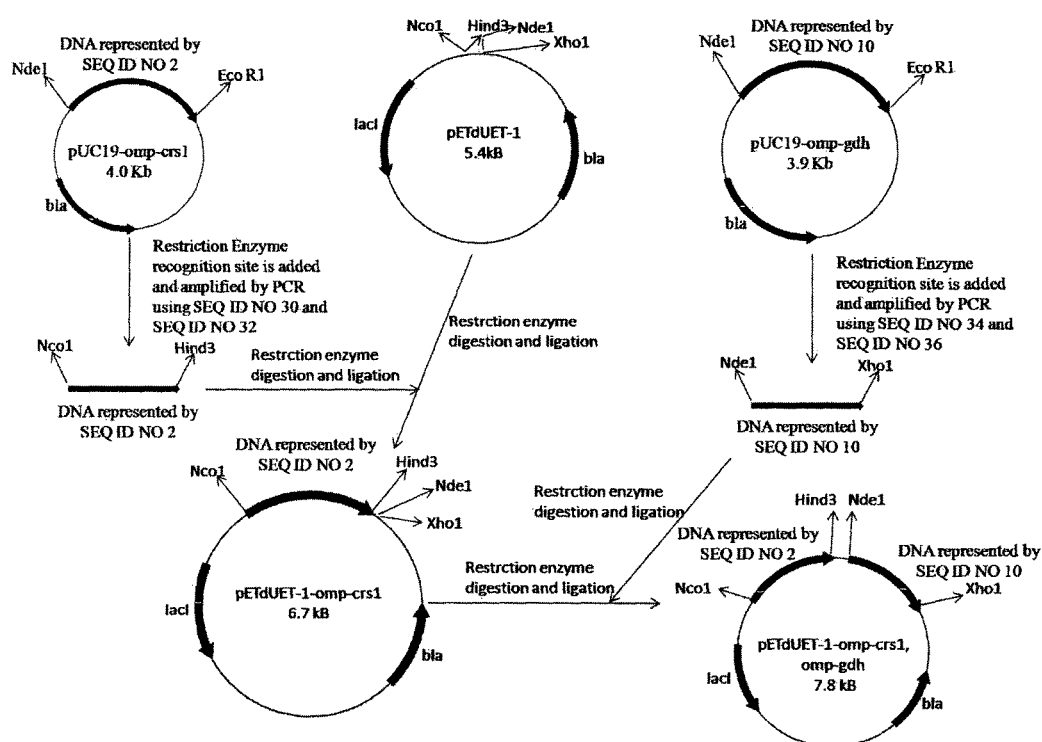 DNA represented by
SEQ ID NO 2
Nde1
Eco R1
pUC19-omp-crs1
4.0 Kb
bla
Restriction Enzyme
recognition site is added
and amplified by PCR
using SEQ ID NO 30 and
SEQ ID NO 32
Nco1
Hind3
DNA represented by
SEQ ID NO 2
Nco1
Hind3
Nde1
Xho1
lacI
pETdUET-1
5.4kB
bla
Restrction enzyme
digestion and ligation
Restrction enzyme
digestion and ligation
DNA represented by
SEQ ID NO 10
Nde1
Eco R1
pUC19-omp-gdh
3.9 Kb
bla
Restriction Enzyme
recognition site is added
and amplified by PCR
using SEQ ID NO 34 and
SEQ ID NO 36
Nde1
Xho1
DNA represented by
SEQ ID NO 10
DNA represented by
SEQ ID NO 2
Nco1
Hind3
Nde1
Xho1
pETdUET-1-omp-crs1
6.7 kB
lacI
bla
Restrction enzyme
digestion and ligation
Restrction enzyme
digestion and ligation
Hind3
Nde1
DNA represented by
SEQ ID NO 2
DNA represented by
SEQ ID NO 10
Nco1
Xho1
pETdUET-1-omp-crs1,
omp-gdh
7.8 kB
lacI
bla